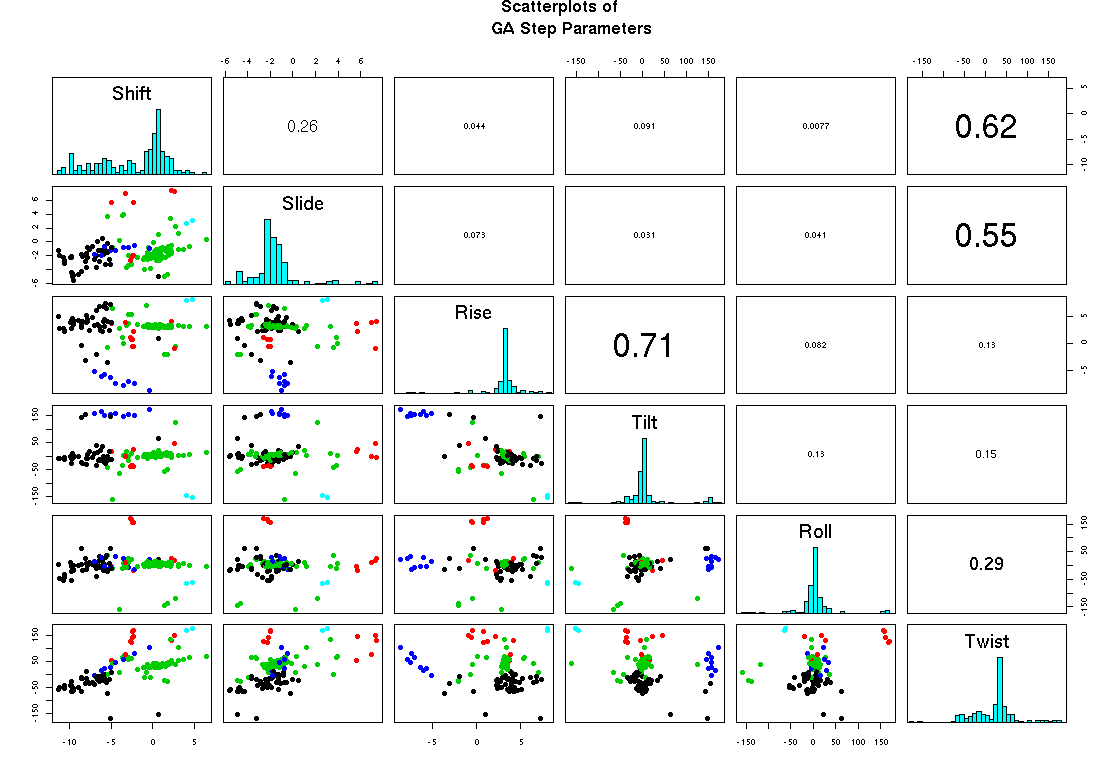 Scatterplots of
GA Step Parameters
-6 -4 -2 0 2 4 6
-150 -50 0 50 100 150
-150 -50 0 50 100 150
Shift
0.26
0.044
0.091
0.0077
0.62
-10 -5 0 5
-6 -2 0 2 4 6
Slide
0.073
0.031
0.041
0.55
Rise
0.71
0.082
0.13
-5 0 5
-150 -50 50 150
Tilt
0.13
0.15
Roll
0.29
-150 -50 50 150
-150 -50 50 150
Twist
-10 -5 0 5
-5 0 5
-150 -50 0 50 100 150